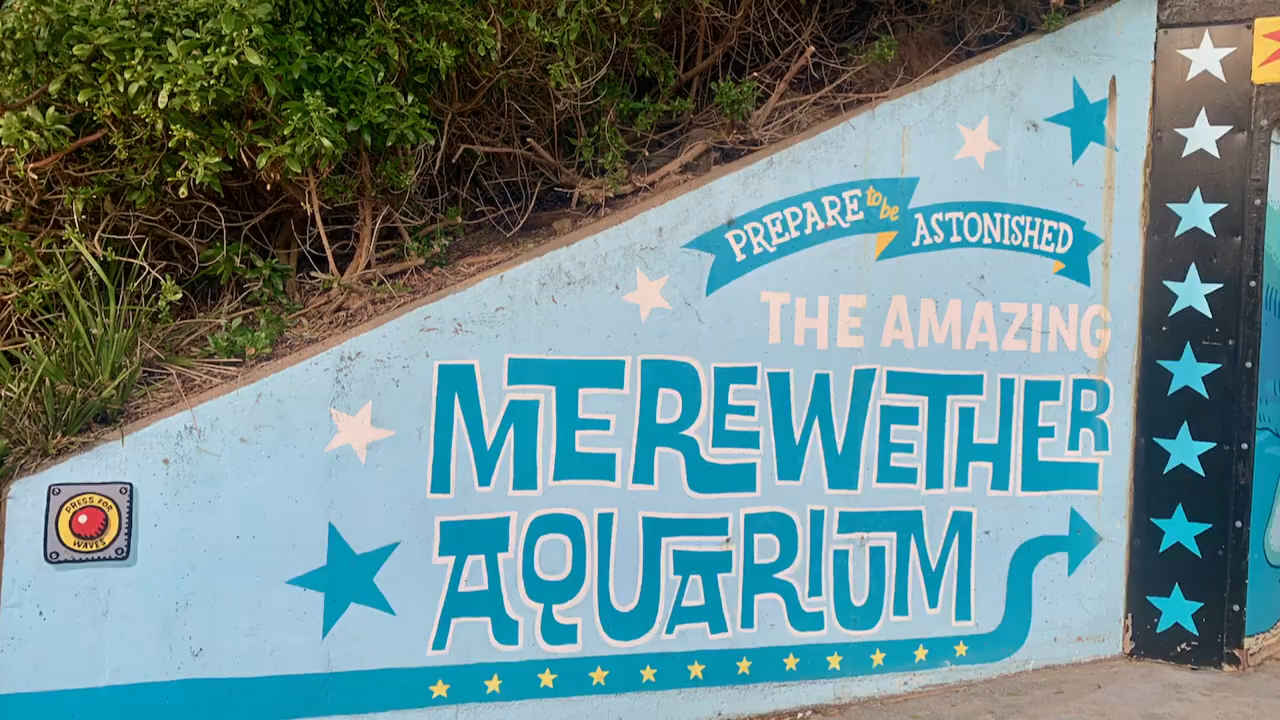 PREPARE to be ASTONISHED
THE AMAZING
MEREWETHER
AQUARIUM
PRESS FOR
WAVES